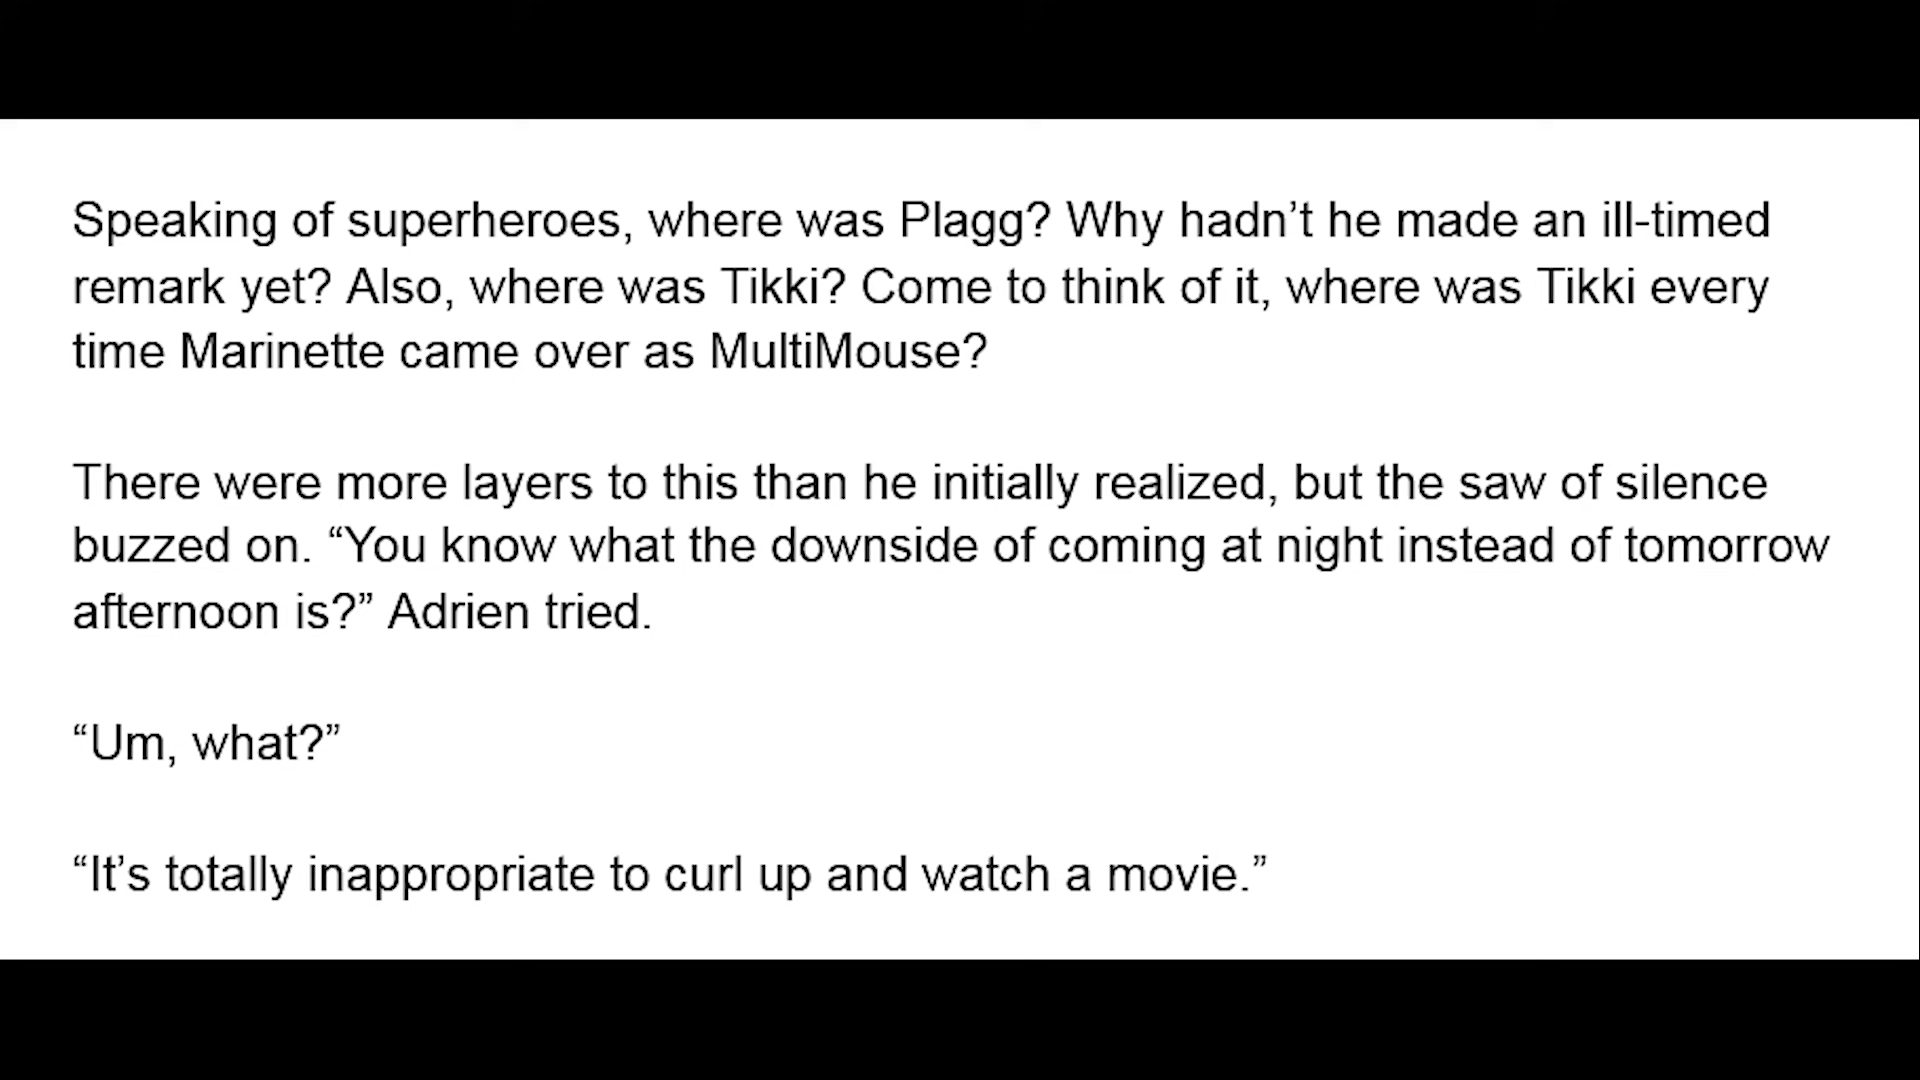 Speaking of superheroes, where was Plagg? Why hadn’t he made an ill-timed
remark yet? Also, where was Tikki? Come to think of it, where was Tikki every
time Marinette came over as MultiMouse?
There were more layers to this than he initially realized, but the saw of silence
buzzed on. “You know what the downside of coming at night instead of tomorrow
afternoon is?” Adrien tried.
“Um, what?”
“It’s totally inappropriate to curl up and watch a movie.”